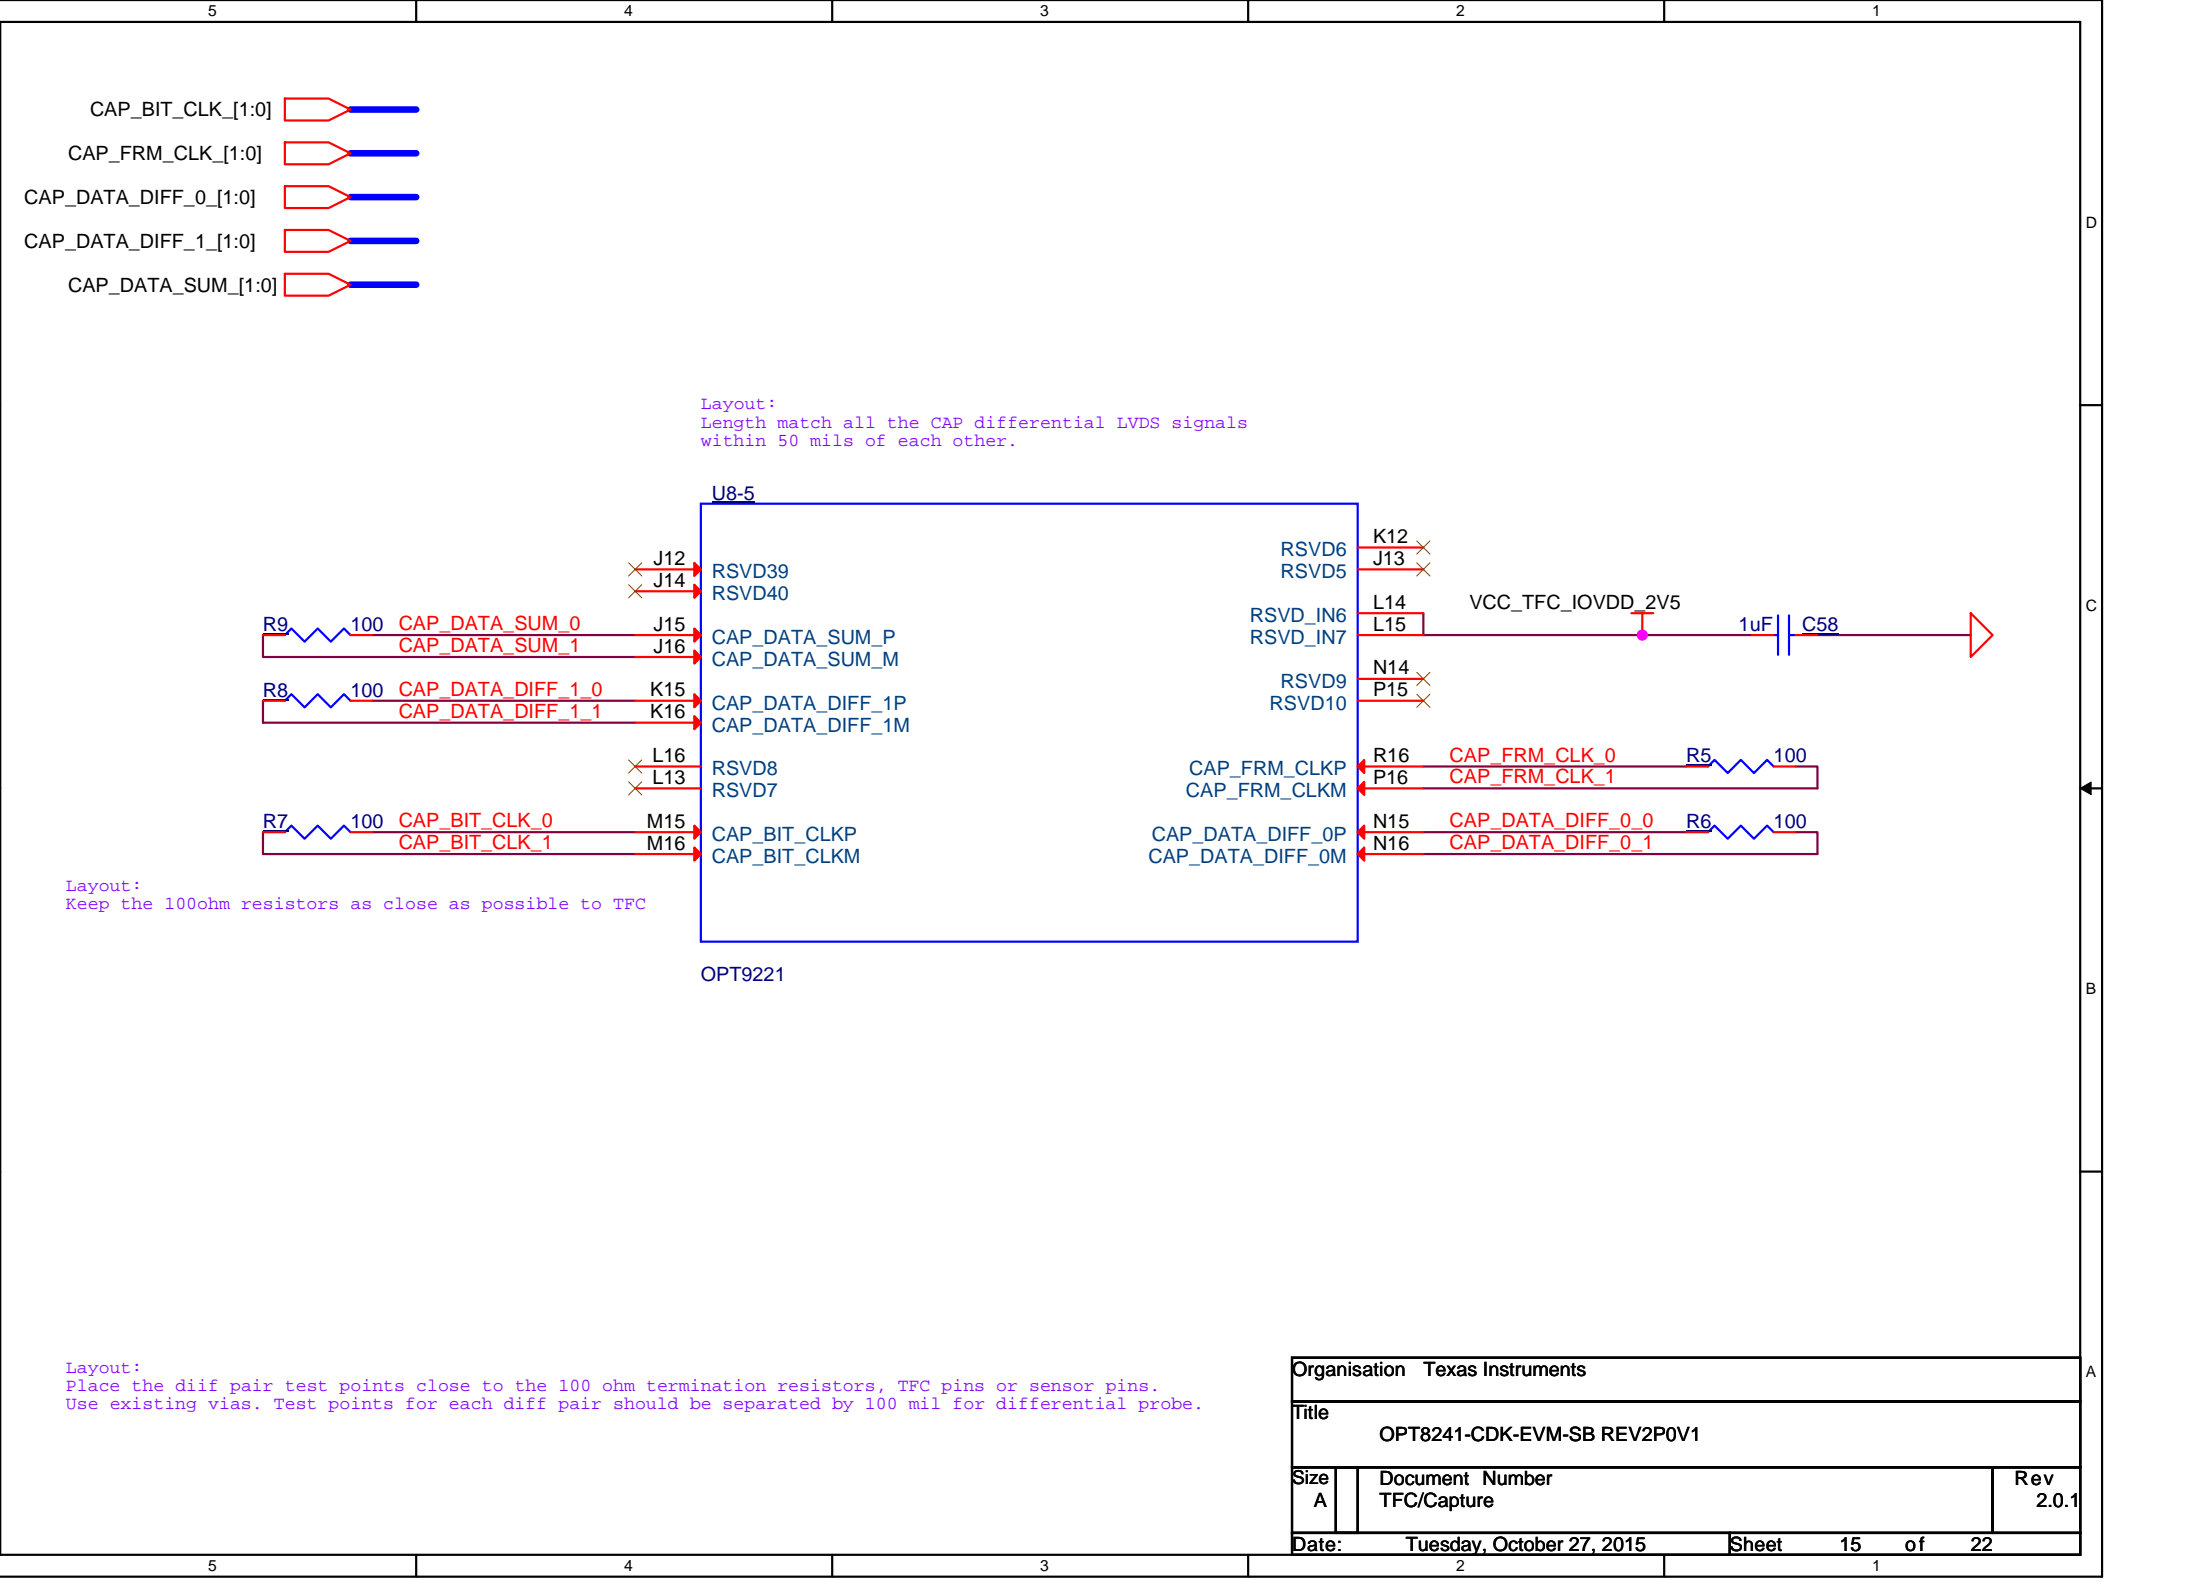 5 4 3 2 1
CAP_BIT_CLK_[1:0]
CAP_FRM_CLK_[1:0]
CAP_DATA_DIFF_0_[1:0]
CAP_DATA_DIFF_1_[1:0]
CAP_DATA_SUM_[1:0]
D
Layout:
Length match all the CAP differential LVDS signals
within 50 mils of each other.
U8-5
J12 RSVD39
J14 RSVD40
R9 100 CAP_DATA_SUM_0 J15 CAP_DATA_SUM_P
CAP_DATA_SUM_1 J16 CAP_DATA_SUM_M
R8 100 CAP_DATA_DIFF_1_0 K15 CAP_DATA_DIFF_1P
CAP_DATA_DIFF_1_1 K16 CAP_DATA_DIFF_1M
L16 RSVD8
L13 RSVD7
R7 100 CAP_BIT_CLK_0 M15 CAP_BIT_CLKP
CAP_BIT_CLK_1 M16 CAP_BIT_CLKM
RSVD6 K12
RSVD5 J13
RSVD_IN6 L14 VCC_TFC_IOVDD_2V5
RSVD_IN7 L15 1uF C58
C
RSVD9 N14
RSVD10 P15
CAP_FRM_CLKP R16 CAP_FRM_CLK_0 R5 100
CAP_FRM_CLKM P16 CAP_FRM_CLK_1
CAP_DATA_DIFF_0P N15 CAP_DATA_DIFF_0_0 R6 100
CAP_DATA_DIFF_0M N16 CAP_DATA_DIFF_0_1
Layout:
Keep the 100ohm resistors as close as possible to TFC
OPT9221
B
Layout:
Place the diif pair test points close to the 100 ohm termination resistors, TFC pins or sensor pins.
Use existing vias. Test points for each diff pair should be separated by 100 mil for differential probe.
A
Organisation Texas Instruments
Title
OPT8241-CDK-EVM-SB REV2P0V1
Size Document Number Rev
A TFC/Capture 2.0.1
Date: Tuesday, October 27, 2015 Sheet 15 of 22
5 4 3 2 1